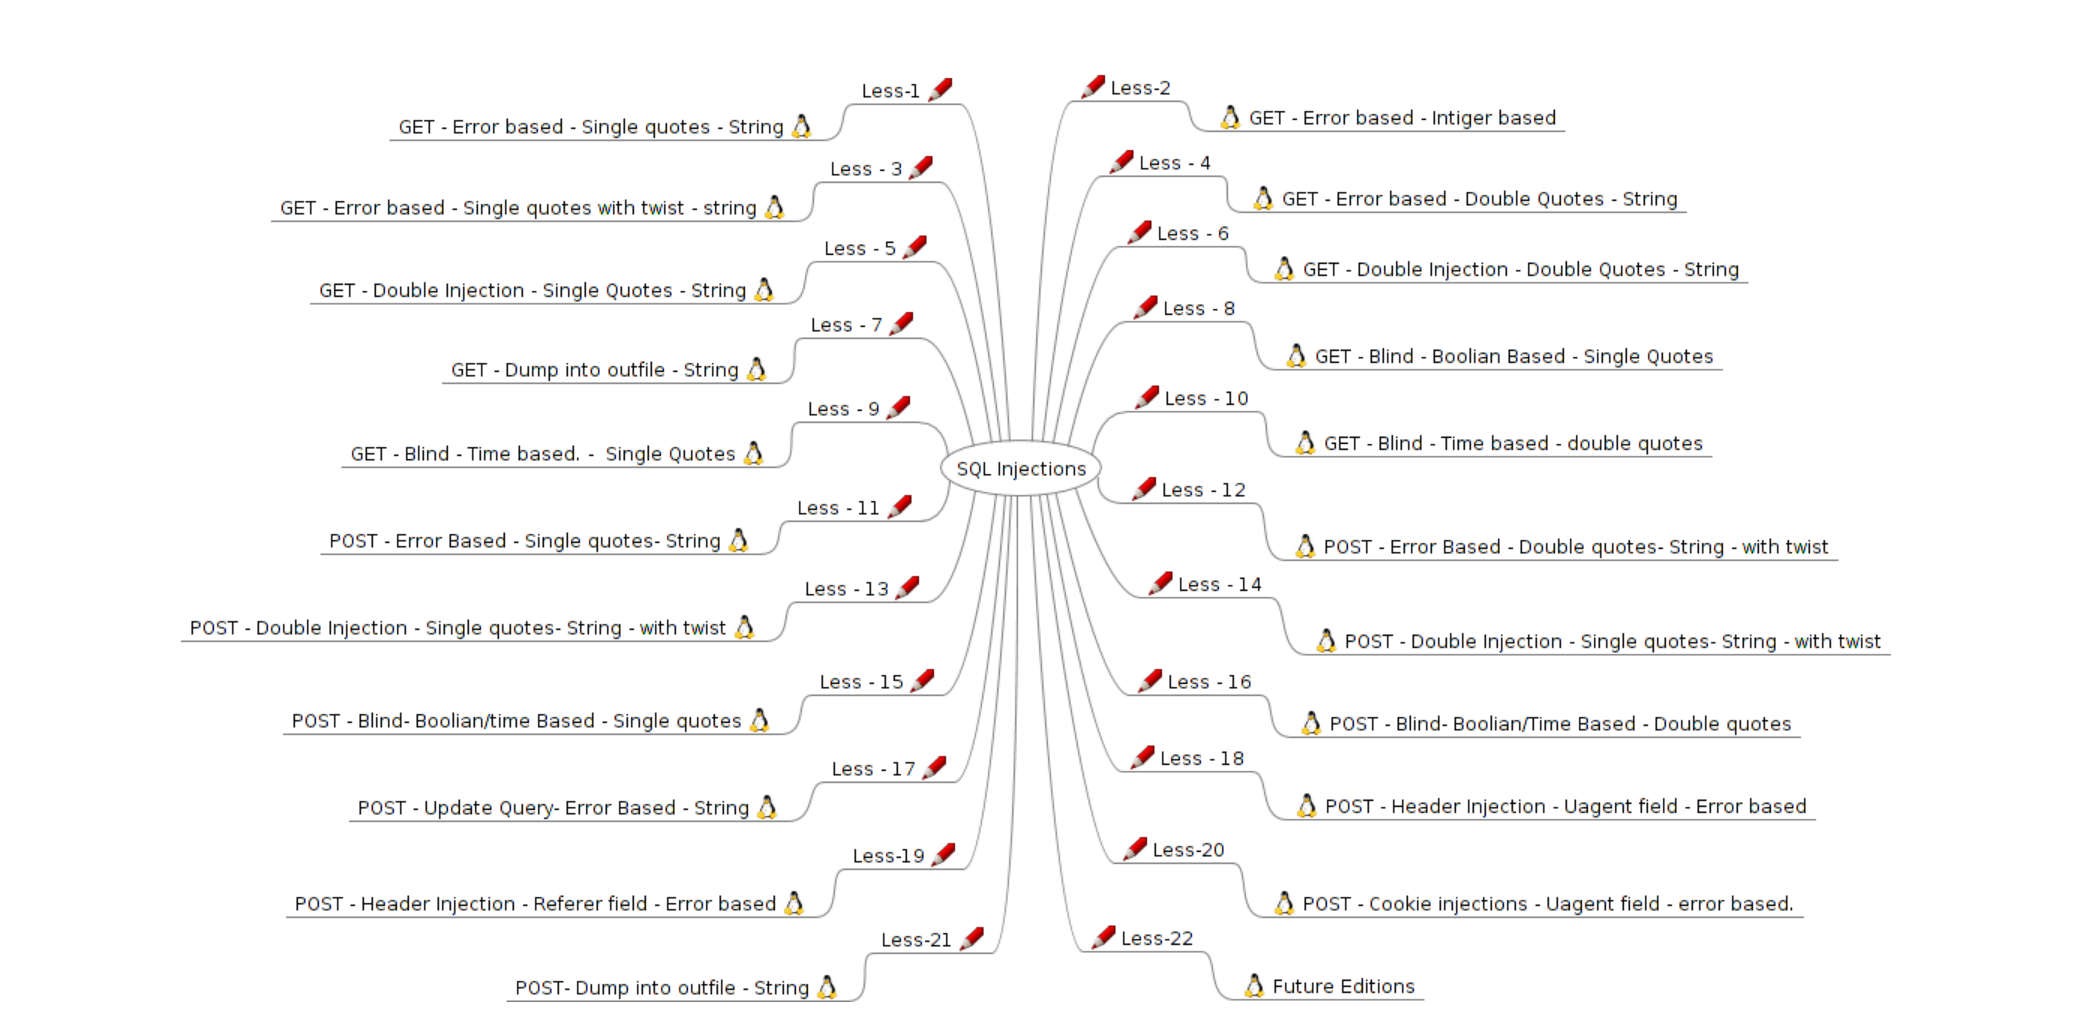 Less-1
GET - Error based - Single quotes - String
Less - 3
GET - Error based - Single quotes with twist - string
Less - 5
GET - Double Injection - Single Quotes - String
Less - 7
GET - Dump into outfile - String
Less - 9
GET - Blind - Time based. -  Single Quotes
Less - 11
POST - Error Based - Single quotes- String
Less - 13
POST - Double Injection - Single quotes- String - with twist
Less - 15
POST - Blind- Boolian/time Based - Single quotes
Less - 17
POST - Update Query- Error Based - String
Less-19
POST - Header Injection - Referer field - Error based
Less-21
POST- Dump into outfile - String
SQL Injections
Less-2
GET - Error based - Intiger based
Less - 4
GET - Error based - Double Quotes - String
Less - 6
GET - Double Injection - Double Quotes - String
Less - 8
GET - Blind - Boolian Based - Single Quotes
Less - 10
GET - Blind - Time based - double quotes
Less - 12
POST - Error Based - Double quotes- String - with twist
Less - 14
POST - Double Injection - Single quotes- String - with twist
Less - 16
POST - Blind- Boolian/Time Based - Double quotes
Less - 18
POST - Header Injection - Uagent field - Error based
Less-20
POST - Cookie injections - Uagent field - error based.
Less-22
Future Editions